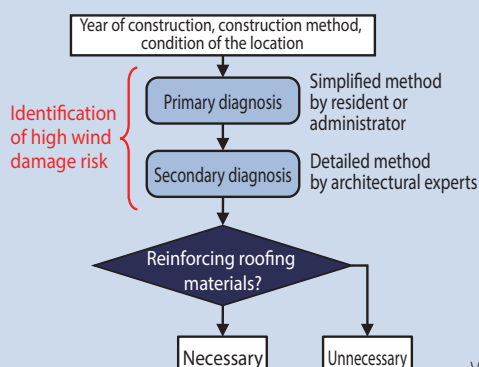 Year of construction, construction method,
condition of the location
Identification
of high wind
damage risk
Primary diagnosis
Simplified method
by resident or
administrator
Secondary diagnosis
Detailed method
by architectural experts
Reinforcing roofing
materials?
Necessary
Unnecessary